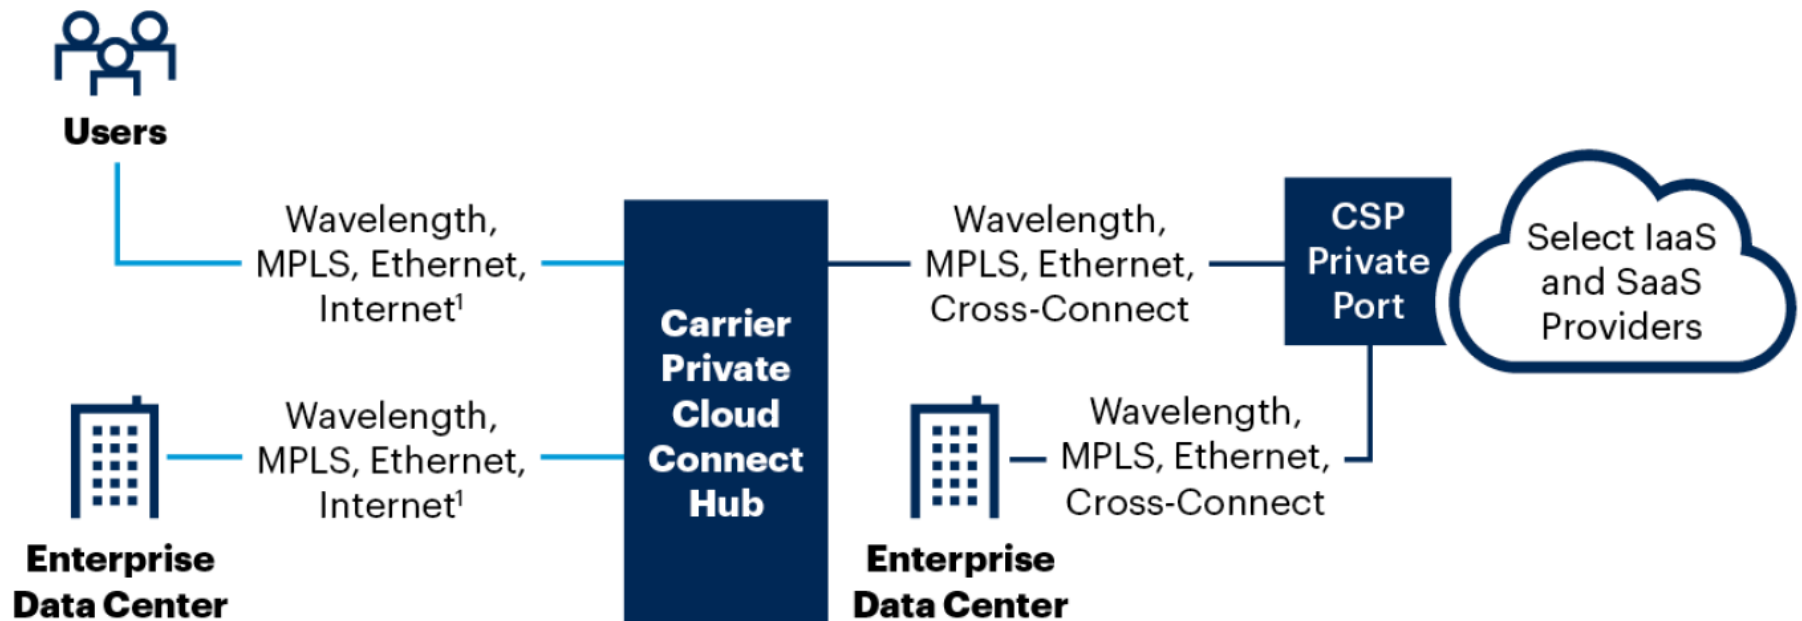 Users
Wavelength,
MPLS, Ethernet,
Internet¹
Wavelength,
MPLS, Ethernet,
Internet¹
Enterprise
Data Center
Carrier
Private
Cloud
Connect
Hub
Wavelength,
MPLS, Ethernet,
Cross-Connect
CSP
Private
Port
Select IaaS
and SaaS
Providers
Wavelength,
MPLS, Ethernet,
Cross-Connect
Enterprise
Data Center